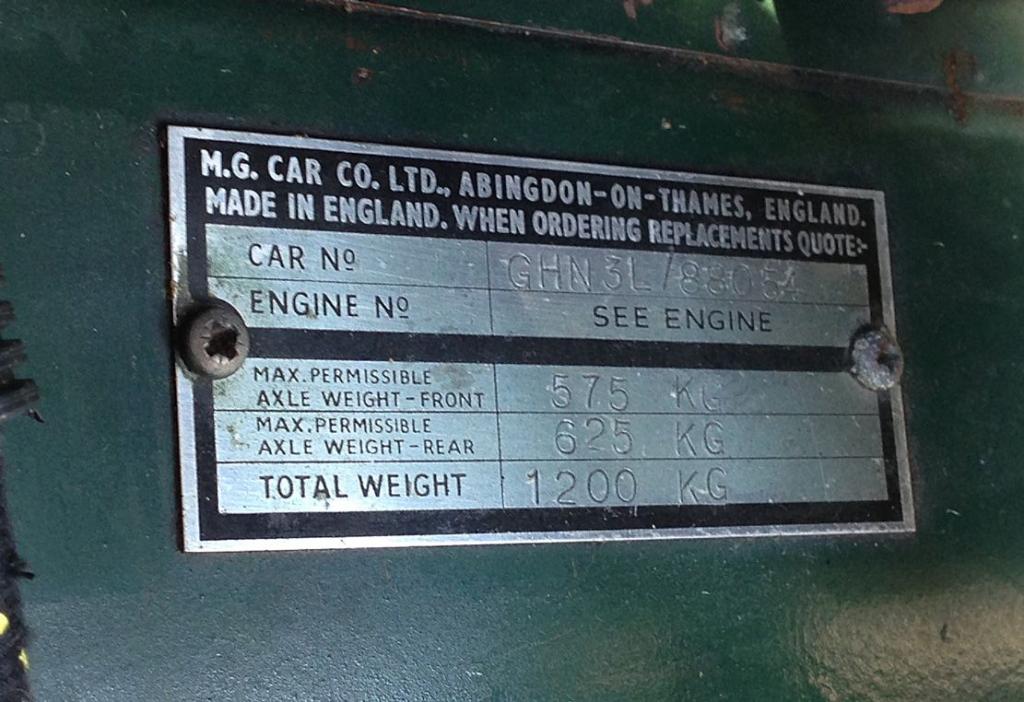 M.G. CAR CO. LTD., ABINGDON-ON-THAMES, ENGLAND.
MADE IN ENGLAND. WHEN ORDERING REPLACEMENTS QUOTE:-
CAR Nº GHN3L/88054
ENGINE Nº SEE ENGINE
MAX. PERMISSIBLE
AXLE WEIGHT-FRONT 575 KG
MAX. PERMISSIBLE
AXLE WEIGHT-REAR 625 KG
TOTAL WEIGHT 1200 KG